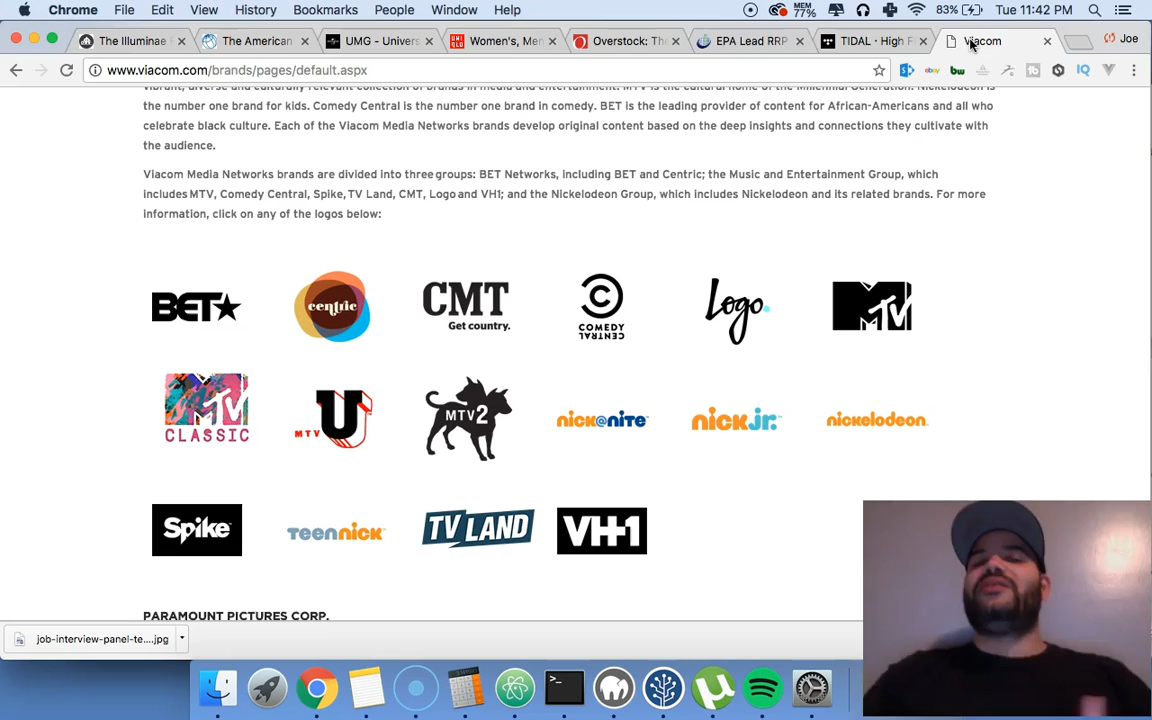 Chrome File Edit View History Bookmarks People Window Help MEM 77% 83% Tue 11:42 PM
The Illuminae F The American UMG - Univers Women's, Men Overstock: The EPA Lead RRP TIDAL · High Fi Viacom Joe
www.viacom.com/brands/pages/default.aspx ebay bw IQ
the number one brand for kids. Comedy Central is the number one brand in comedy. BET is the leading provider of content for African-Americans and all who
celebrate black culture. Each of the Viacom Media Networks brands develop original content based on the deep insights and connections they cultivate with
the audience.
Viacom Media Networks brands are divided into three groups: BET Networks, including BET and Centric; the Music and Entertainment Group, which
includes MTV, Comedy Central, Spike, TV Land, CMT, Logo and VH1; and the Nickelodeon Group, which includes Nickelodeon and its related brands. For more
information, click on any of the logos below:
BET centric CMT Get country. COMEDY CENTRAL Logo MTV
MTV CLASSIC MTV U MTV2 nick@nite nick jr. nickelodeon
Spike TEENNICK TV LAND VH1
PARAMOUNT PICTURES CORP.
job-interview-panel-te....jpg